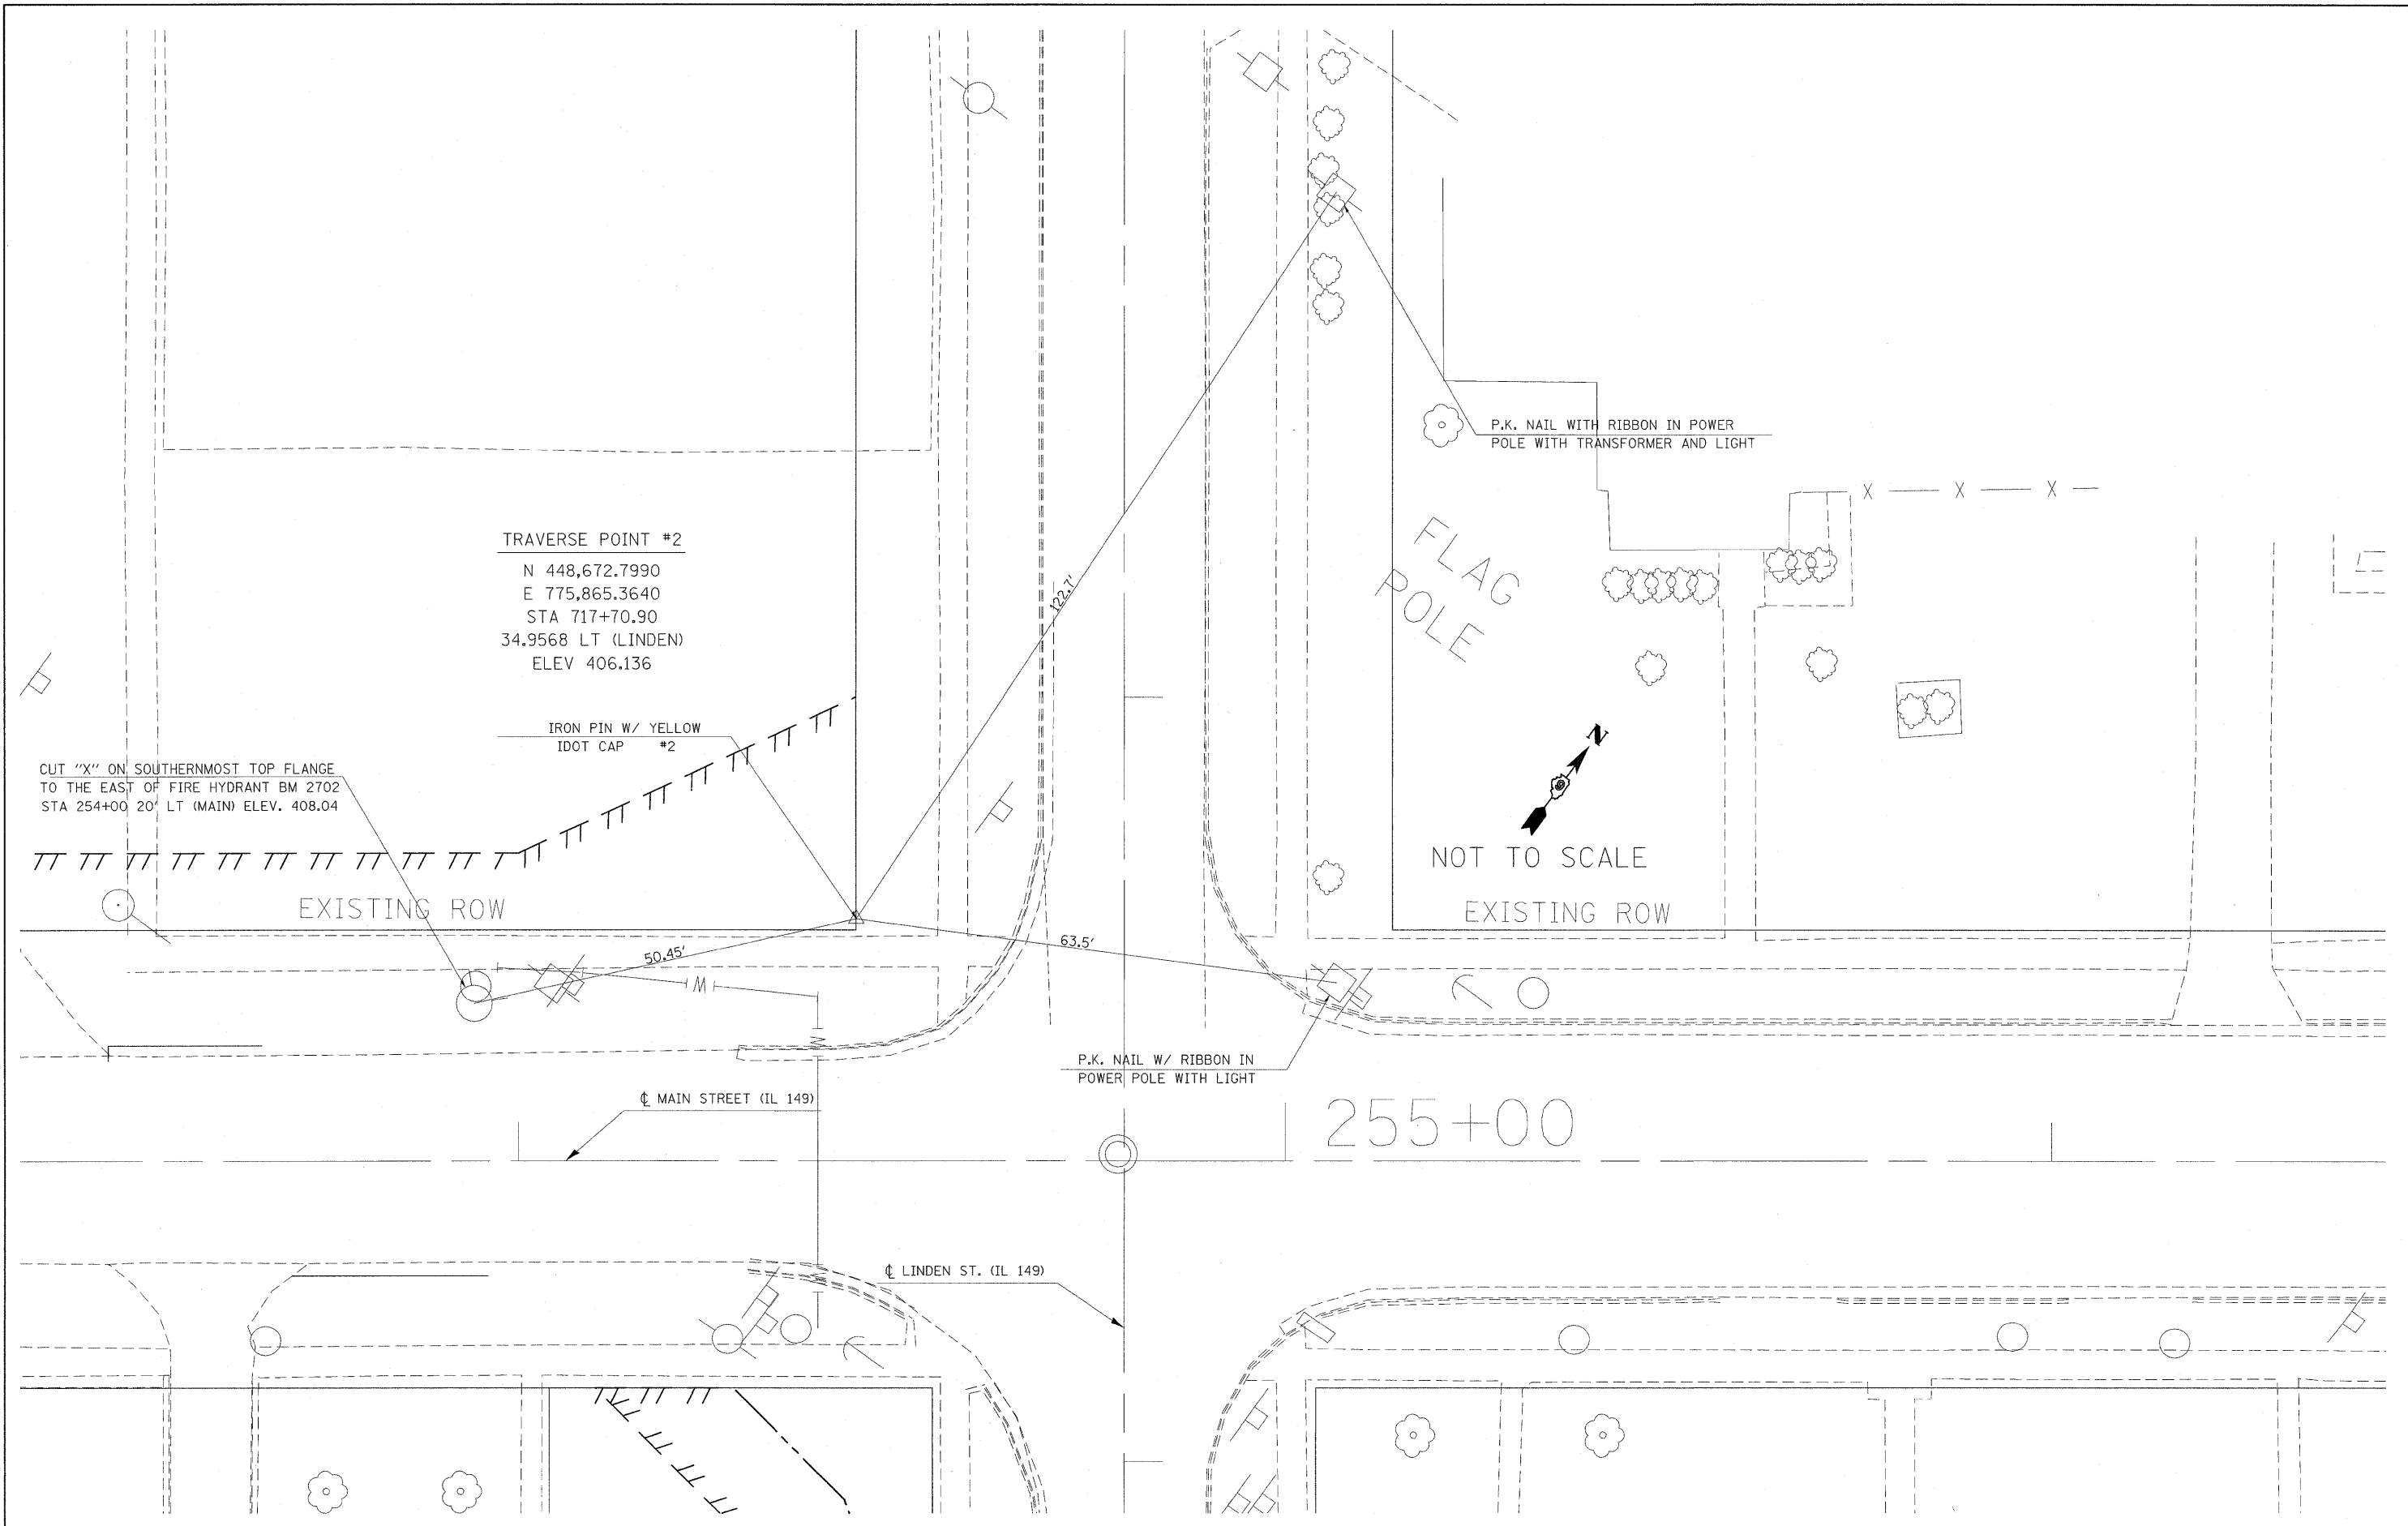 P.K. NAIL WITH RIBBON IN POWER
POLE WITH TRANSFORMER AND LIGHT
X X X
TRAVERSE POINT #2
N 448,672.7990
E 775,865.3640
STA 717+70.90
34.9568 LT (LINDEN)
ELEV 406.136
122.7'
FLAG
POLE
IRON PIN W/ YELLOW
IDOT CAP #2
N
CUT "X" ON SOUTHERNMOST TOP FLANGE
TO THE EAST OF FIRE HYDRANT BM 2702
STA 254+00 20' LT (MAIN) ELEV. 408.04
NOT TO SCALE
EXISTING ROW
EXISTING ROW
50.45'
63.5'
W
W
P.K. NAIL W/ RIBBON IN
POWER POLE WITH LIGHT
℄ MAIN STREET (IL 149)
255+00
℄ LINDEN ST. (IL 149)
W